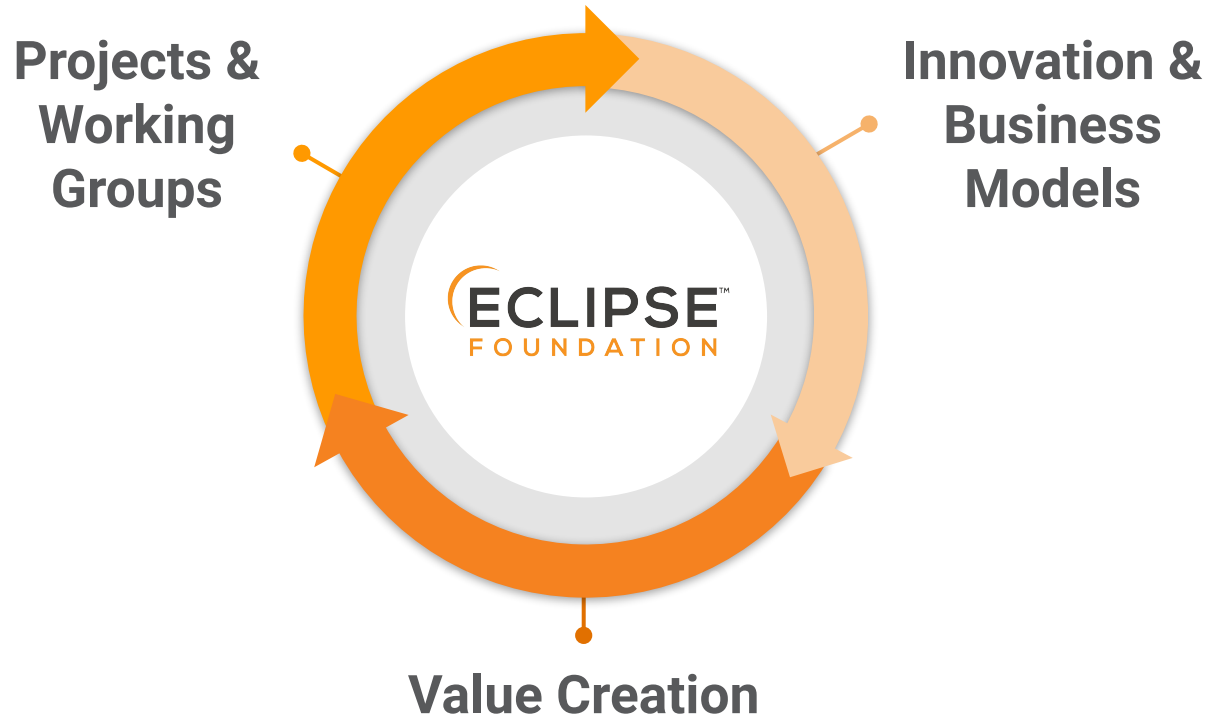 Projects &
Working
Groups
Innovation &
Business
Models
ECLIPSE™
FOUNDATION
Value Creation